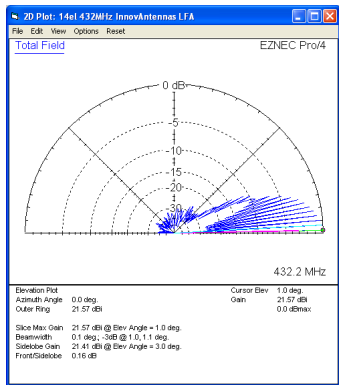 2D Plot: 14el 432MHz InnovAntennas LFA
File Edit View Options Reset
Total Field
EZNEC Pro/4
0 dB
-5
-10
-15
-20
-30
432.2 MHz
Elevation Plot
Azimuth Angle 0.0 deg.
Outer Ring 21.57 dBi
Cursor Elev 1.0 deg.
Gain 21.57 dBi
0.0 dBmax
Slice Max Gain 21.57 dBi @ Elev Angle = 1.0 deg.
Beamwidth 0.1 deg.; -3dB @ 1.0, 1.1 deg.
Sidelobe Gain 21.41 dBi @ Elev Angle = 3.0 deg.
Front/Sidelobe 0.16 dB